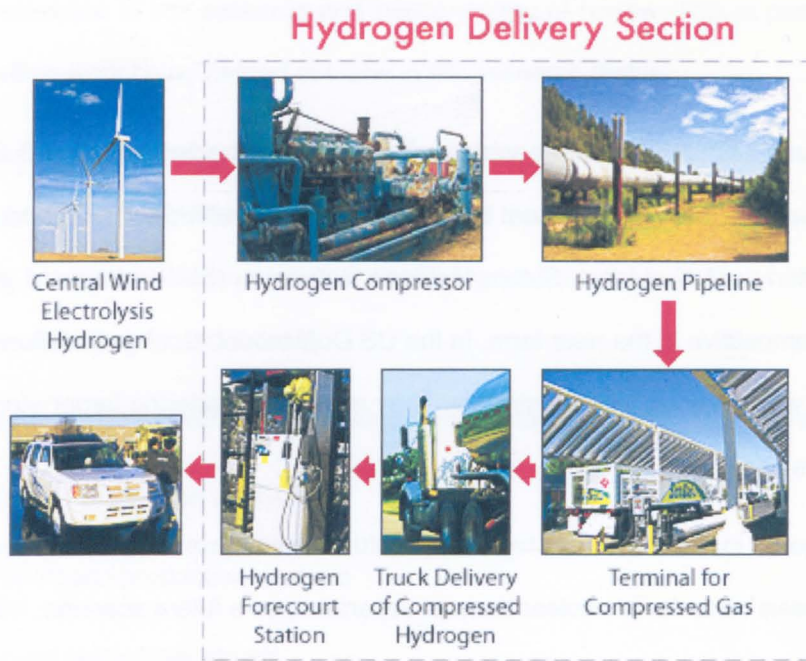 Hydrogen Delivery Section
Central Wind
Electrolysis
Hydrogen
Hydrogen Compressor
Hydrogen Pipeline
Hydrogen
Forecourt
Station
Truck Delivery
of Compressed
Hydrogen
Terminal for
Compressed Gas